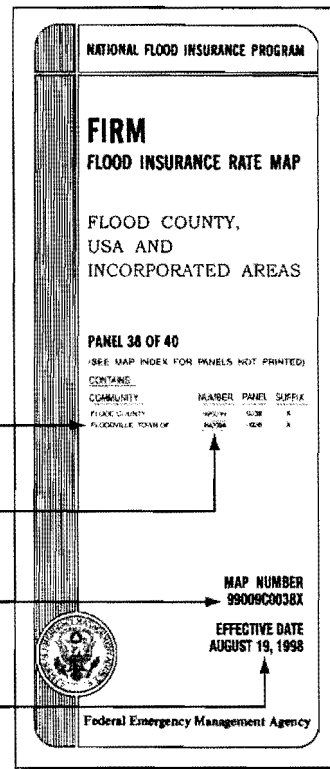 NATIONAL FLOOD INSURANCE PROGRAM
FIRM
FLOOD INSURANCE RATE MAP
FLOOD COUNTY,
USA AND
INCORPORATED AREAS
PANEL 38 OF 40
(SEE MAP INDEX FOR PANELS NOT PRINTED)
CONTAINS
COMMUNITY NUMBER PANEL SUFFIX
FLOOD COUNTY 0038 X
FLOODVILLE, TOWN OF 0038 X
MAP NUMBER
99009C0038X
EFFECTIVE DATE
AUGUST 19, 1998
Federal Emergency Management Agency